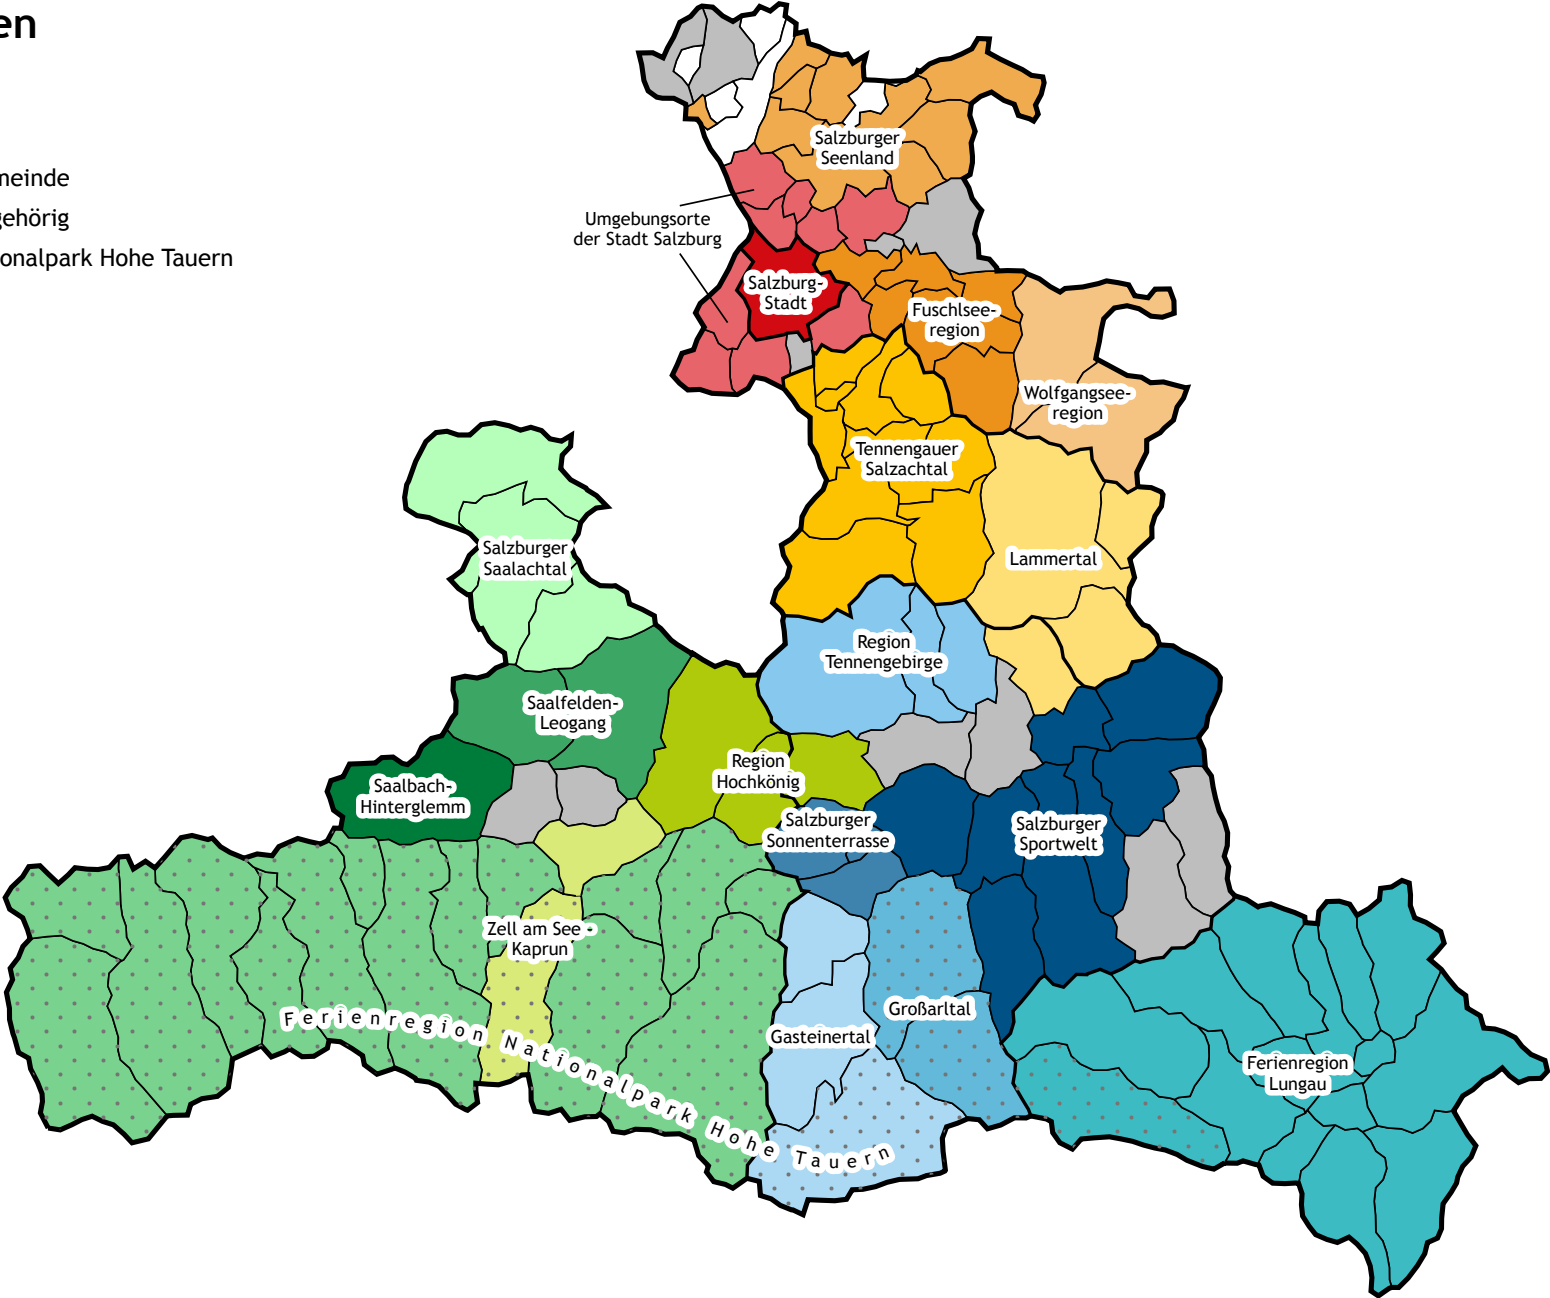 en
meinde
gehörig
onalpark Hohe Tauern
Salzburger
Seenland
Umgebungsorte
der Stadt Salzburg
Salzburg-
Stadt
Fuschlsee-
region
Wolfgangsee-
region
Tennengauer
Salzachtal
Salzburger
Saalachtal
Lammertal
Region
Tennengebirge
Saalfelden-
Leogang
Region
Hochkönig
Saalbach-
Hinterglemm
Salzburger
Sonnenterrasse
Salzburger
Sportwelt
Zell am See -
Kaprun
Großarltal
Ferienregion Nationalpark Hohe Tauern
Gasteinertal
Ferienregion
Lungau